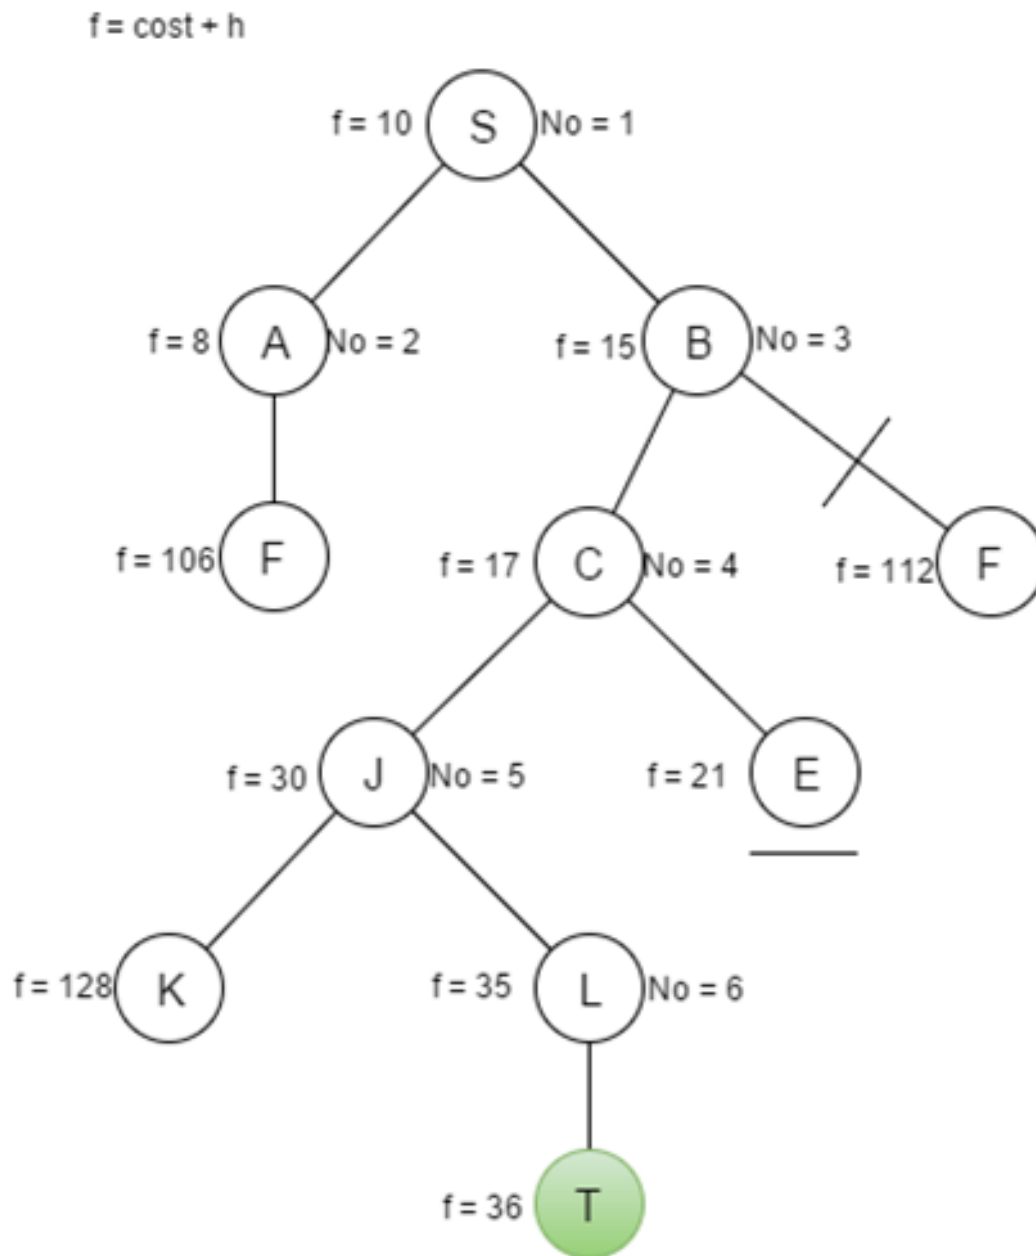 f = cost + h
f = 10 S No = 1
f = 8 A No = 2
f = 15 B No = 3
f = 106 F
f = 17 C No = 4
f = 112 F
f = 30 J No = 5
f = 21 E
f = 128 K
f = 35 L No = 6
f = 36 T